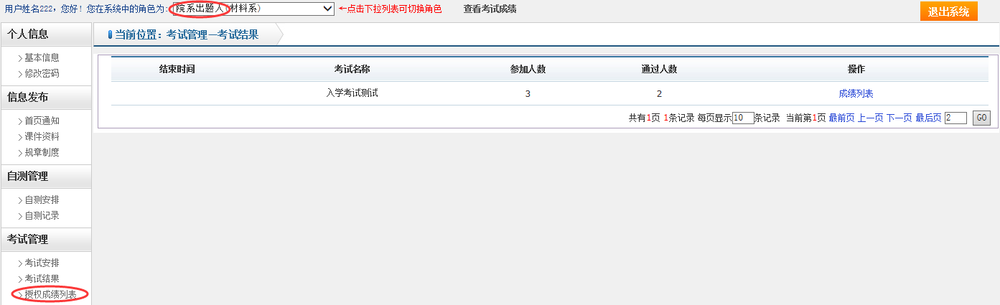 用户姓名222，您好！您在系统中的角色为: 院系出题人(材料系) ←点击下拉列表可切换角色 查看考试成绩 退出系统
个人信息
基本信息
修改密码
信息发布
首页通知
课件资料
规章制度
自测管理
自测安排
自测记录
考试管理
考试安排
考试结果
授权成绩列表
当前位置：考试管理—考试结果
结束时间 考试名称 参加人数 通过人数 操作
入学考试测试 3 2 成绩列表
共有1页 1条记录 每页显示10条记录 当前第1页 最前页 上一页 下一页 最后页 2 GO